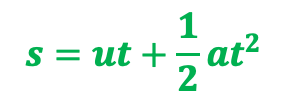 s = ut + 1/2 at²